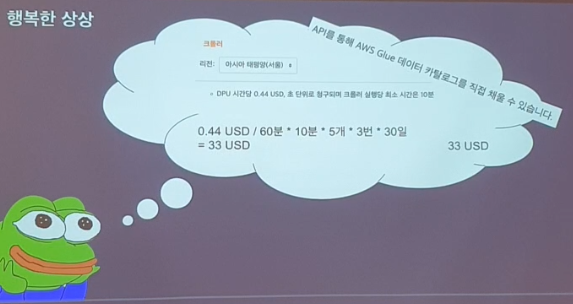 행복한 상상
API를 통해 AWS Glue 데이터 카탈로그를 직접 채울 수 있습니다.
크롤러
리전: 아시아 태평양(서울)
DPU 시간당 0.44 USD, 초 단위로 청구되며 크롤러 실행당 최소 시간은 10분
0.44 USD / 60분 * 10분 * 5개 * 3번 * 30일
= 33 USD
33 USD